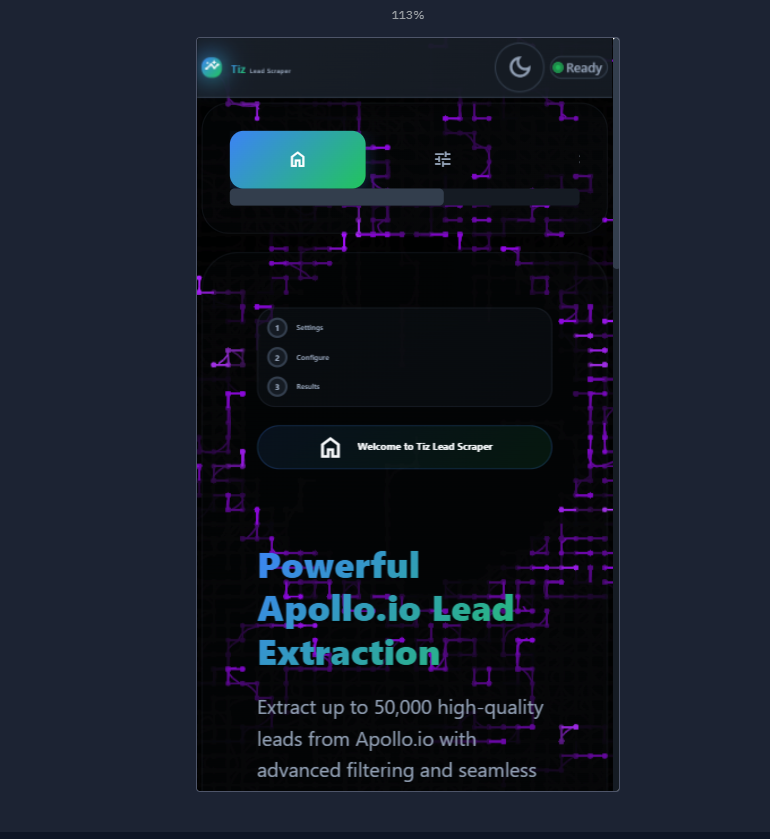 113%
Tiz Lead Scraper
Ready
1 Settings
2 Configure
3 Results
Welcome to Tiz Lead Scraper
Powerful
Apollo.io Lead
Extraction
Extract up to 50,000 high-quality
leads from Apollo.io with
advanced filtering and seamless